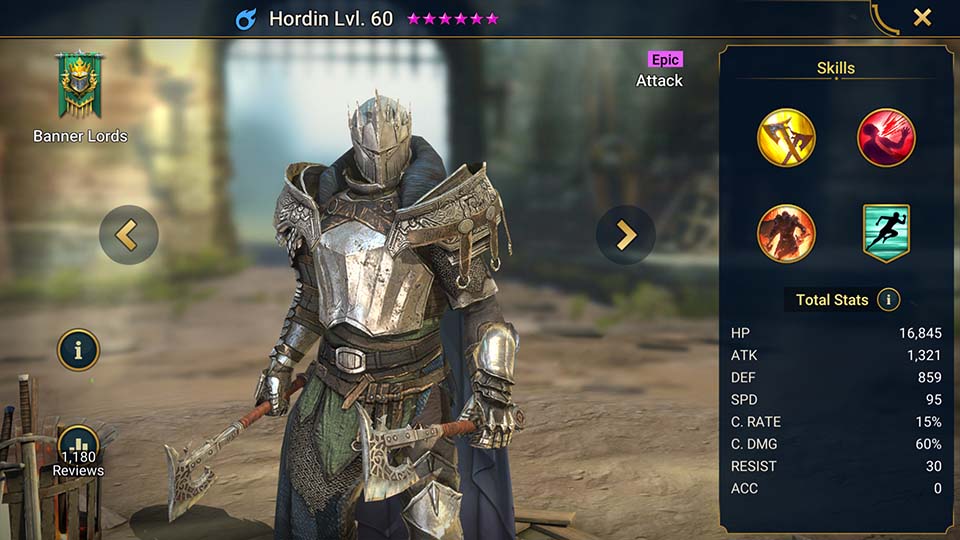 Hordin Lvl. 60
Banner Lords
Epic
Attack
1,180
Reviews
Skills
Total Stats i
HP 16,845
ATK 1,321
DEF 859
SPD 95
C. RATE 15%
C. DMG 60%
RESIST 30
ACC 0